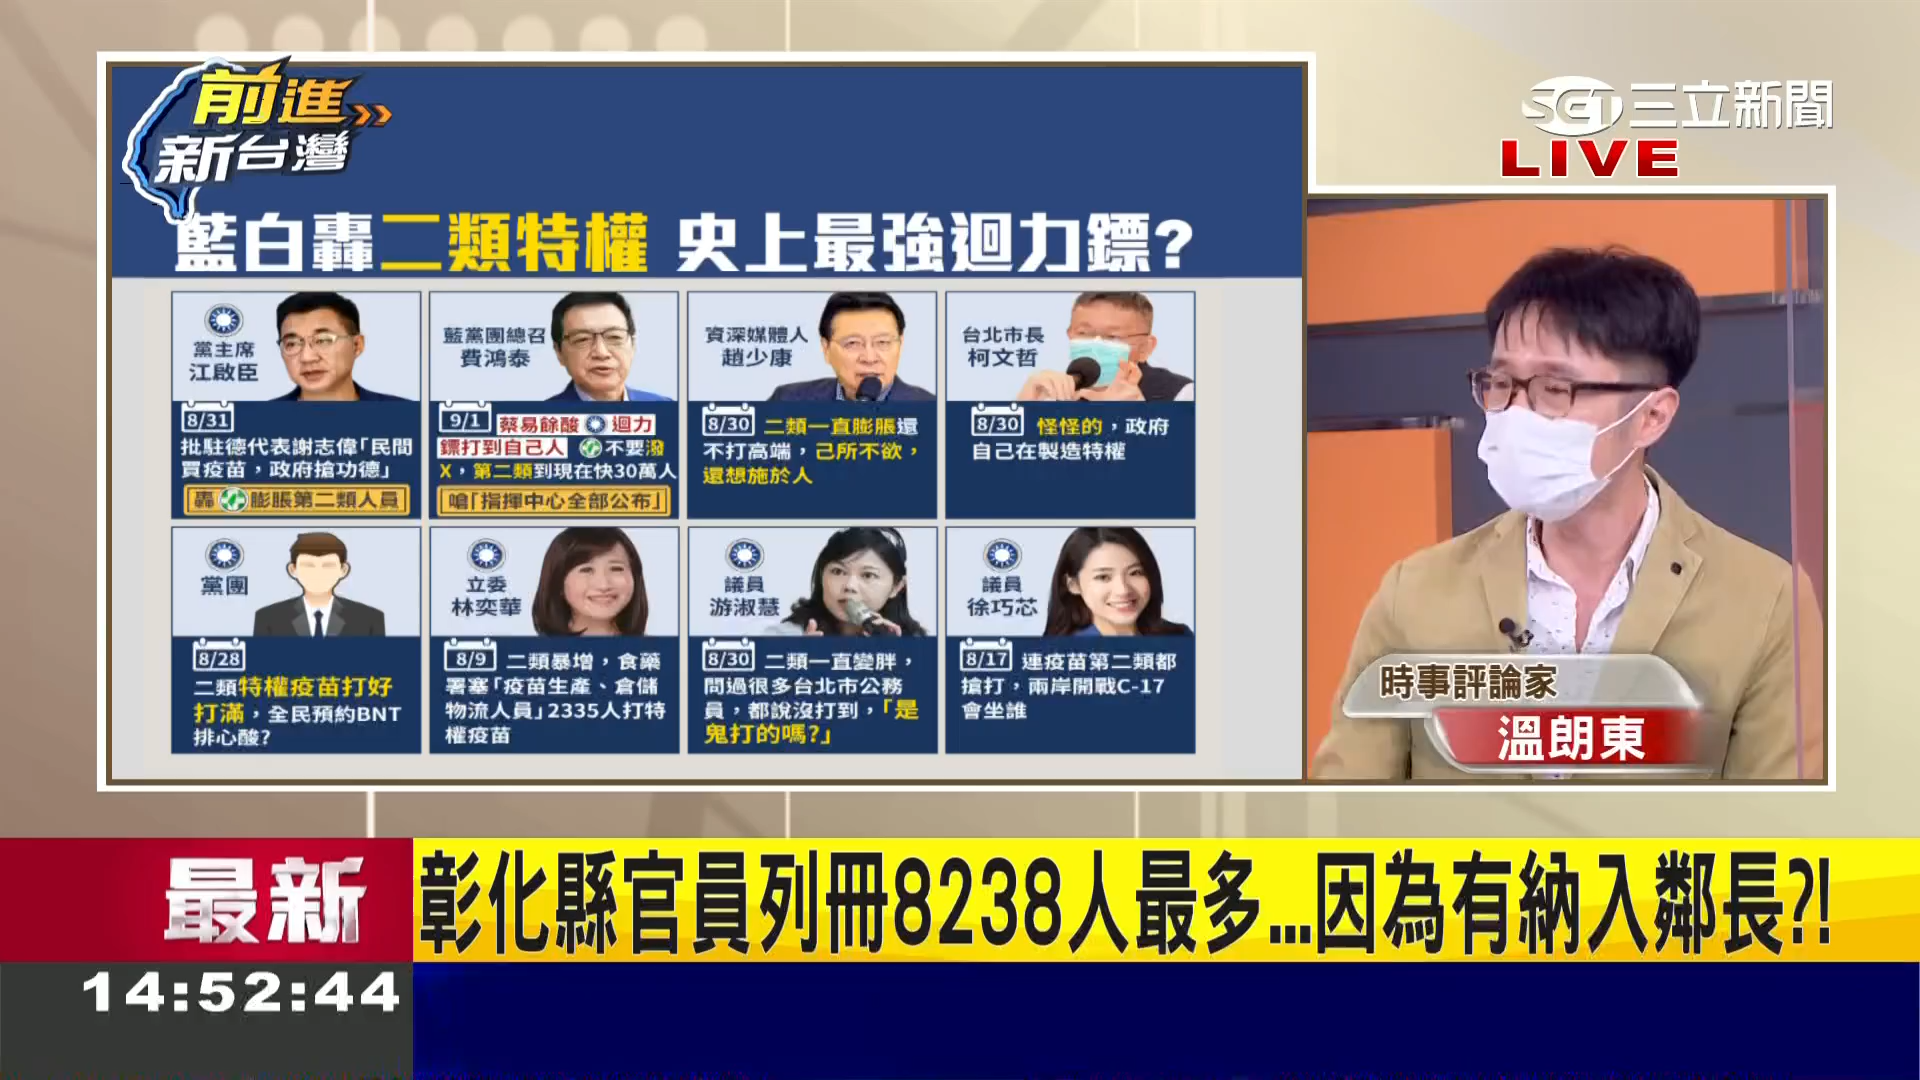 前進
新台灣
SET三立新聞
LIVE
藍白轟二類特權 史上最強迴力鏢?
黨主席
江啟臣
8/31
批駐德代表謝志偉「民間
買疫苗，政府搶功德」
轟 膨脹第二類人員
藍黨團總召
費鴻泰
9/1 蔡易餘酸 迴力
鏢打到自己人 不要潑
X，第二類到現在快30萬人
嗆「指揮中心全部公布」
資深媒體人
趙少康
8/30 二類一直膨脹還
不打高端，己所不欲，
還想施於人
台北市長
柯文哲
8/30 怪怪的，政府
自己在製造特權
黨團
8/28
二類特權疫苗打好
打滿，全民預約BNT
排心酸?
立委
林奕華
8/9 二類暴增，食藥
署塞「疫苗生產、倉儲
物流人員」2335人打特
權疫苗
議員
游淑慧
8/30 二類一直變胖，
問過很多台北市公務
員，都說沒打到，「是
鬼打的嗎?」
議員
徐巧芯
8/17 連疫苗第二類都
搶打，兩岸開戰C-17
會坐誰
時事評論家
溫朗東
最新
彰化縣官員列冊8238人最多...因為有納入鄰長?!
14:52:44